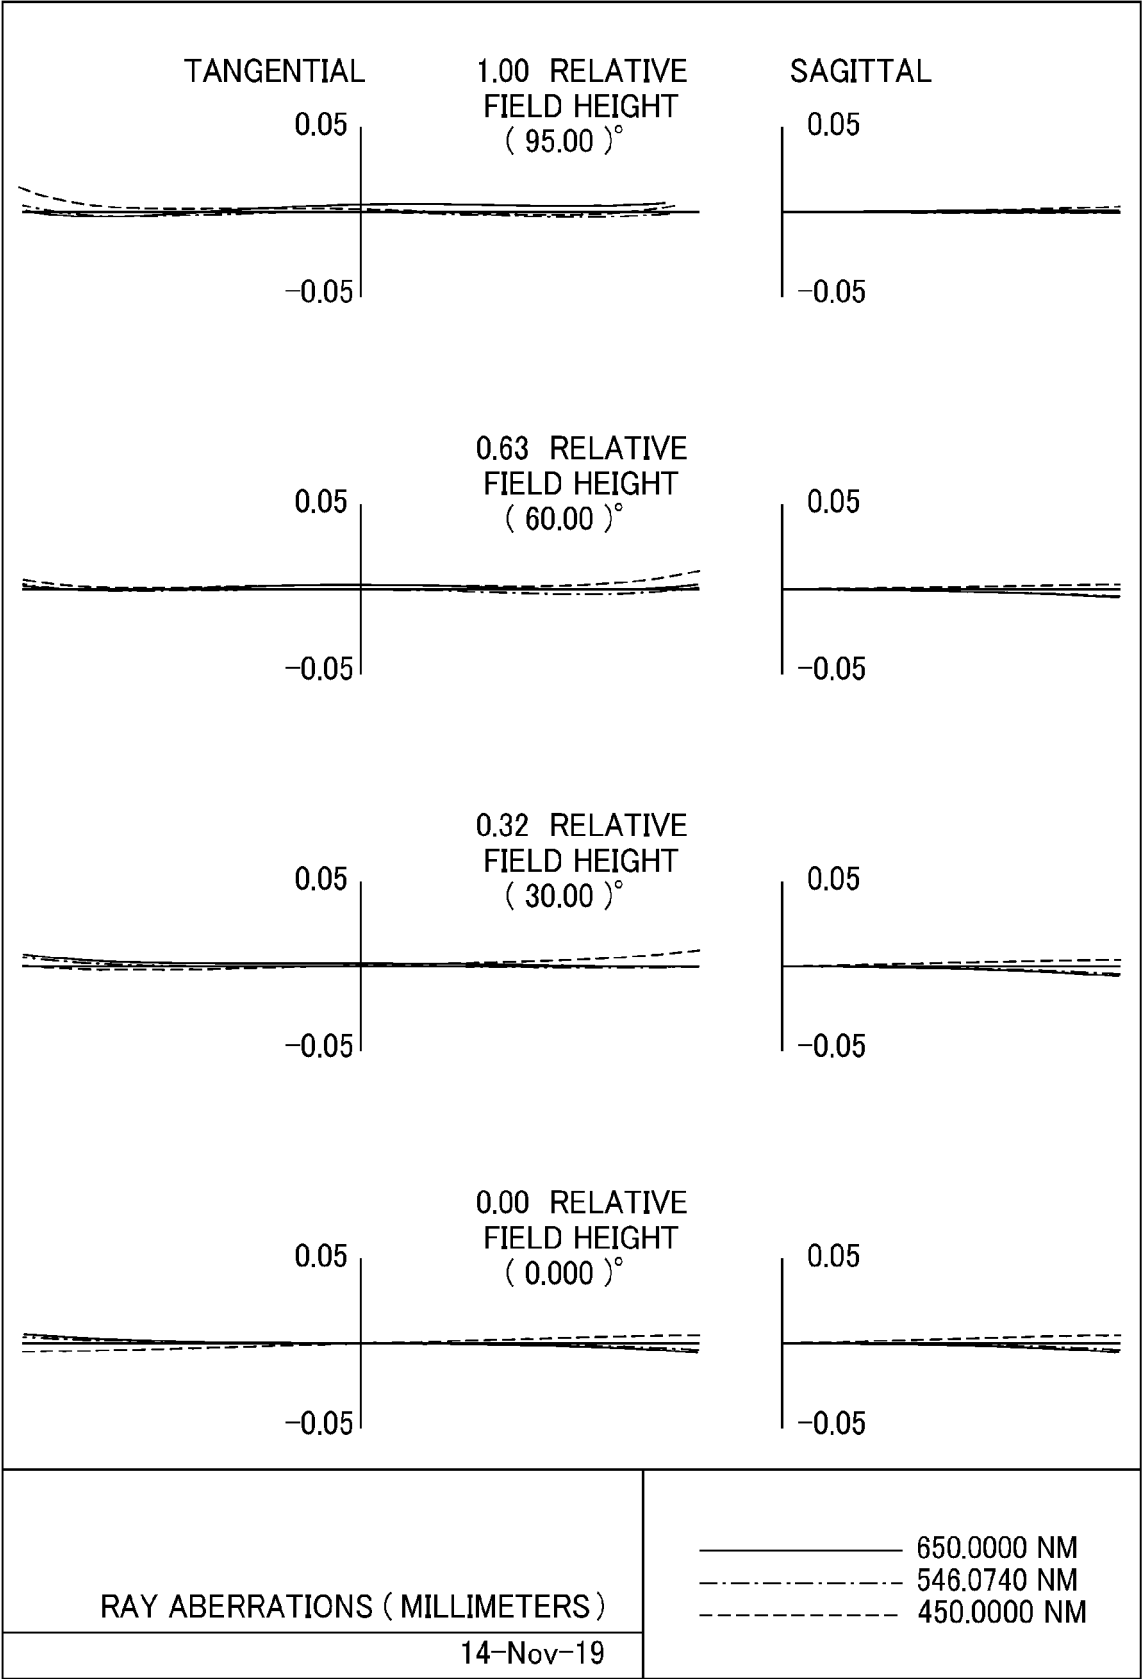 TANGENTIAL 1.00 RELATIVE SAGITTAL
FIELD HEIGHT
( 95.00 )°
0.05 0.05
-0.05 -0.05
0.63 RELATIVE
FIELD HEIGHT
( 60.00 )°
0.05 0.05
-0.05 -0.05
0.32 RELATIVE
FIELD HEIGHT
( 30.00 )°
0.05 0.05
-0.05 -0.05
0.00 RELATIVE
FIELD HEIGHT
( 0.000 )°
0.05 0.05
-0.05 -0.05
650.0000 NM
546.0740 NM
450.0000 NM
RAY ABERRATIONS ( MILLIMETERS )
14-Nov-19